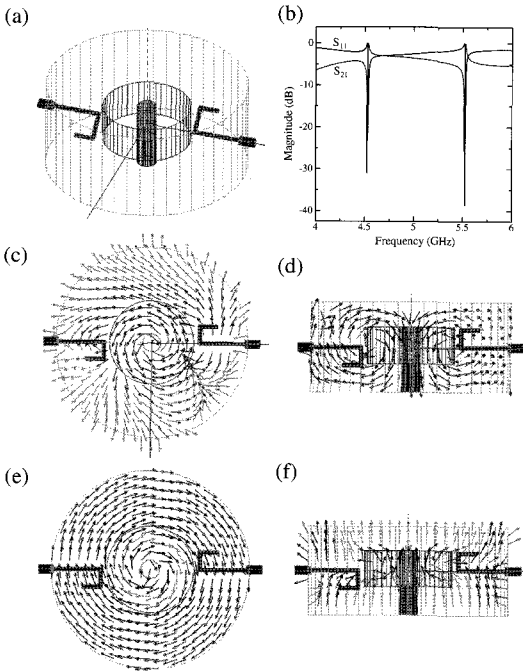 (a)
(b)
S11
S21
0
-10
-20
-30
-40
Magnitude (dB)
4
4.5
5
5.5
6
Frequency (GHz)
(c)
(d)
(e)
(f)